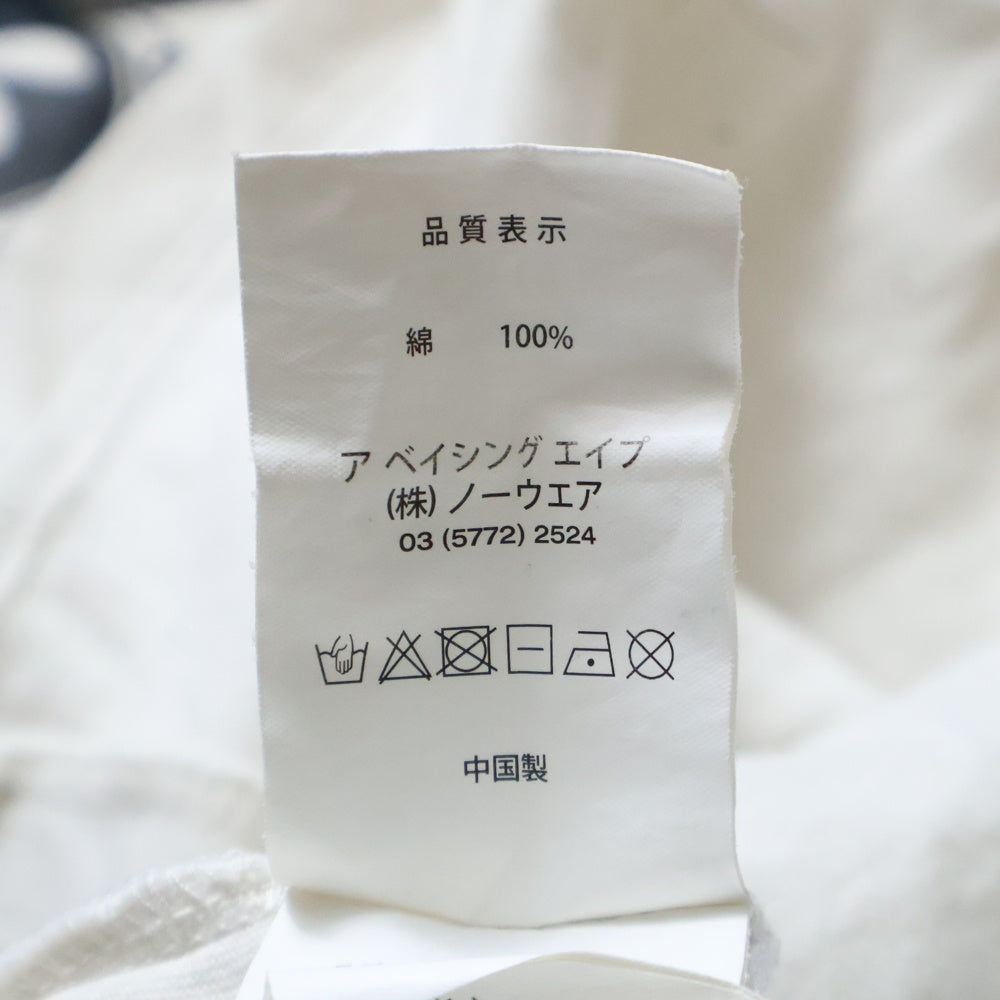 品質表示
綿 100%
ア ベイシング エイプ
(株) ノーウエア
03 (5772) 2524
中国製